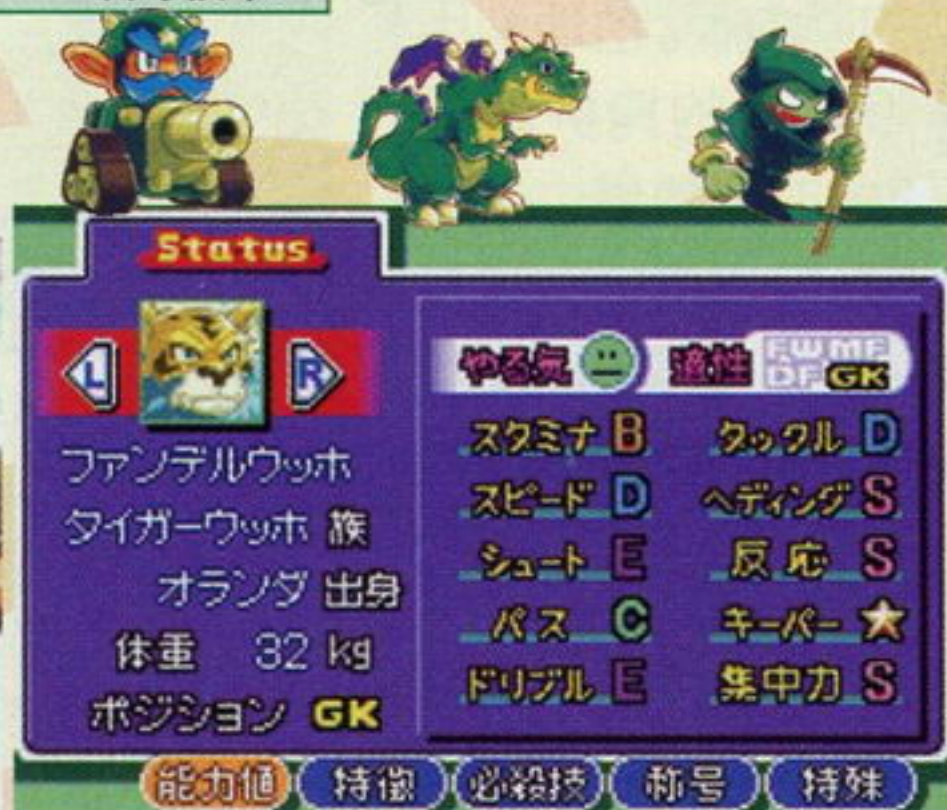 Status
L R
ファンデルウッホ
タイガーウッホ 族
オランダ 出身
体重 32 kg
ポジション GK
やる気 適性 FW MF DF GK
スタミナ B タックル D
スピード D ヘディング S
シュート E 反応 S
パス C キーパー ★
ドリブル E 集中力 S
能力値 特徴 必殺技 称号 特殊